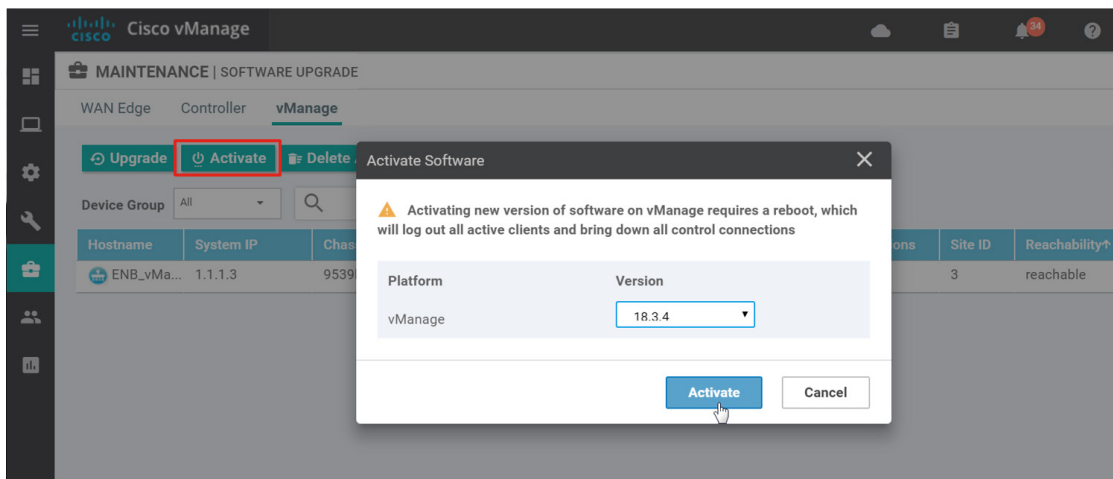 cisco Cisco vManage 34
MAINTENANCE | SOFTWARE UPGRADE
WAN Edge Controller vManage
Upgrade Activate Delete
Activate Software
Device Group All
Activating new version of software on vManage requires a reboot, which
will log out all active clients and bring down all control connections
Hostname System IP Chass ons Site ID Reachability
ENB_vMa... 1.1.1.3 9539 3 reachable
Platform Version
vManage 18.3.4
Activate Cancel